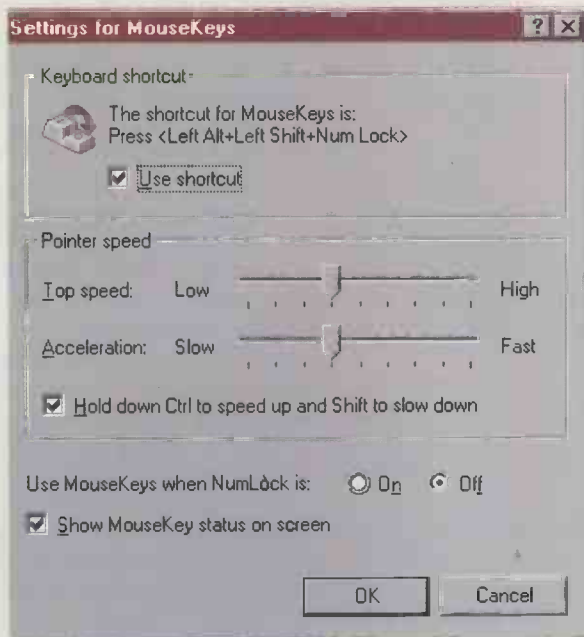 Settings for MouseKeys
Keyboard shortcut
The shortcut for MouseKeys is:
Press <Left Alt+Left Shift+Num Lock>
Use shortcut
Pointer speed
Top speed: Low High
Acceleration: Slow Fast
Hold down Ctrl to speed up and Shift to slow down
Use MouseKeys when NumLock is: On Off
Show MouseKey status on screen
OK Cancel